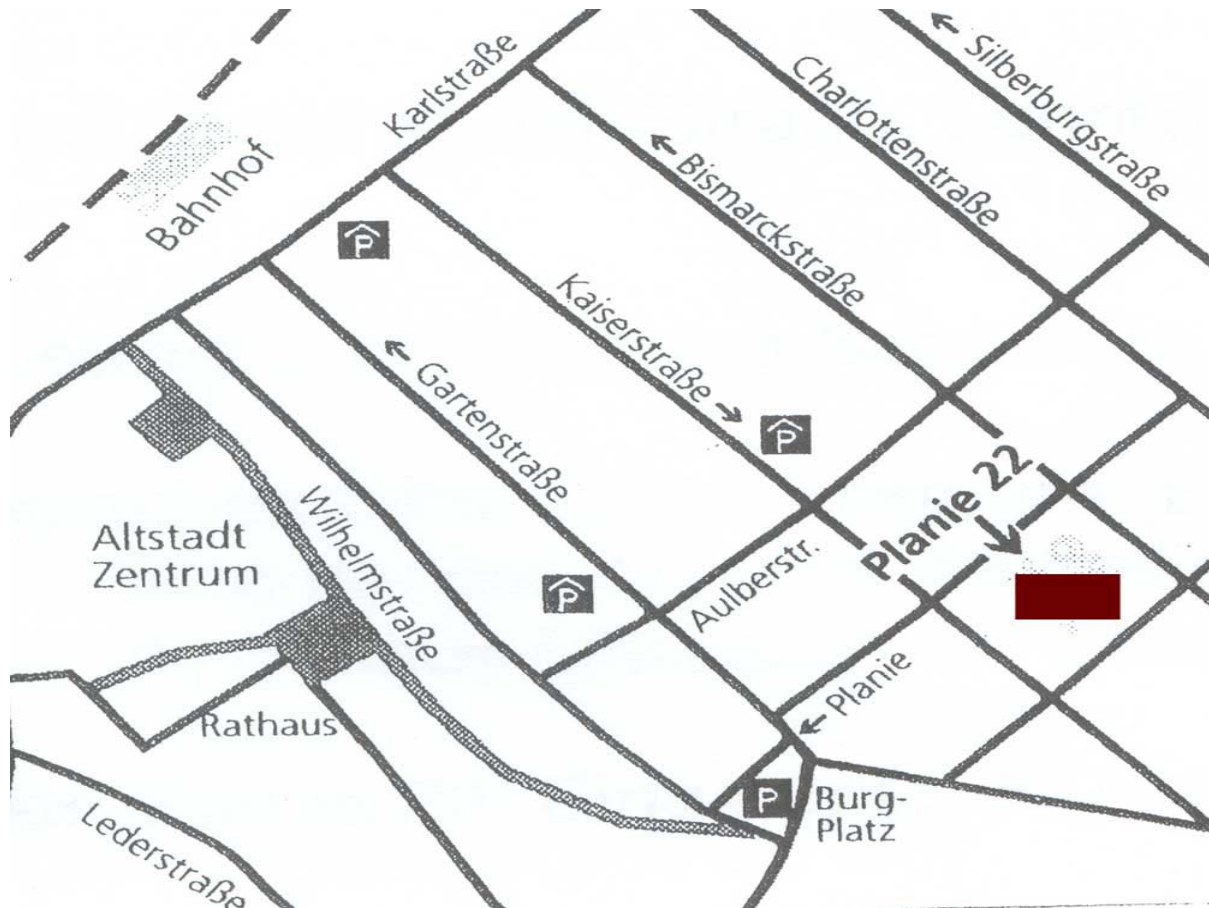 Silberburgstraße
Charlottenstraße
Karlstraße
Bismarckstraße
Bahnhof
P
Kaiserstraße
Gartenstraße
P
Planie 22
Wilhelmstraße
Altstadt
Zentrum
Aulberstr.
P
Planie
Rathaus
P
Burg-
Platz
Lederstraße